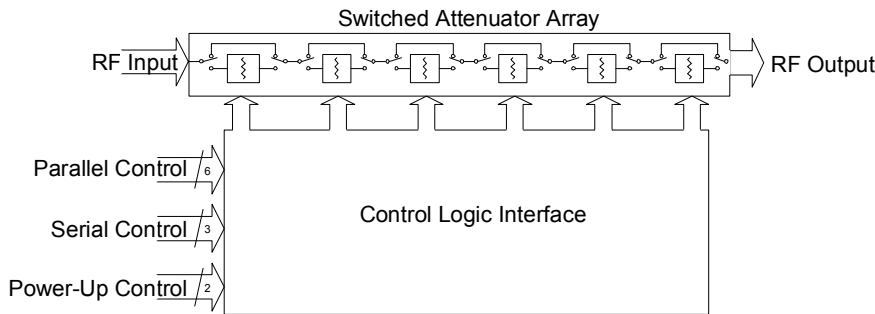 Switched Attenuator Array
RF Input
RF Output
Parallel Control
6
Control Logic Interface
Serial Control
3
Power-Up Control
2